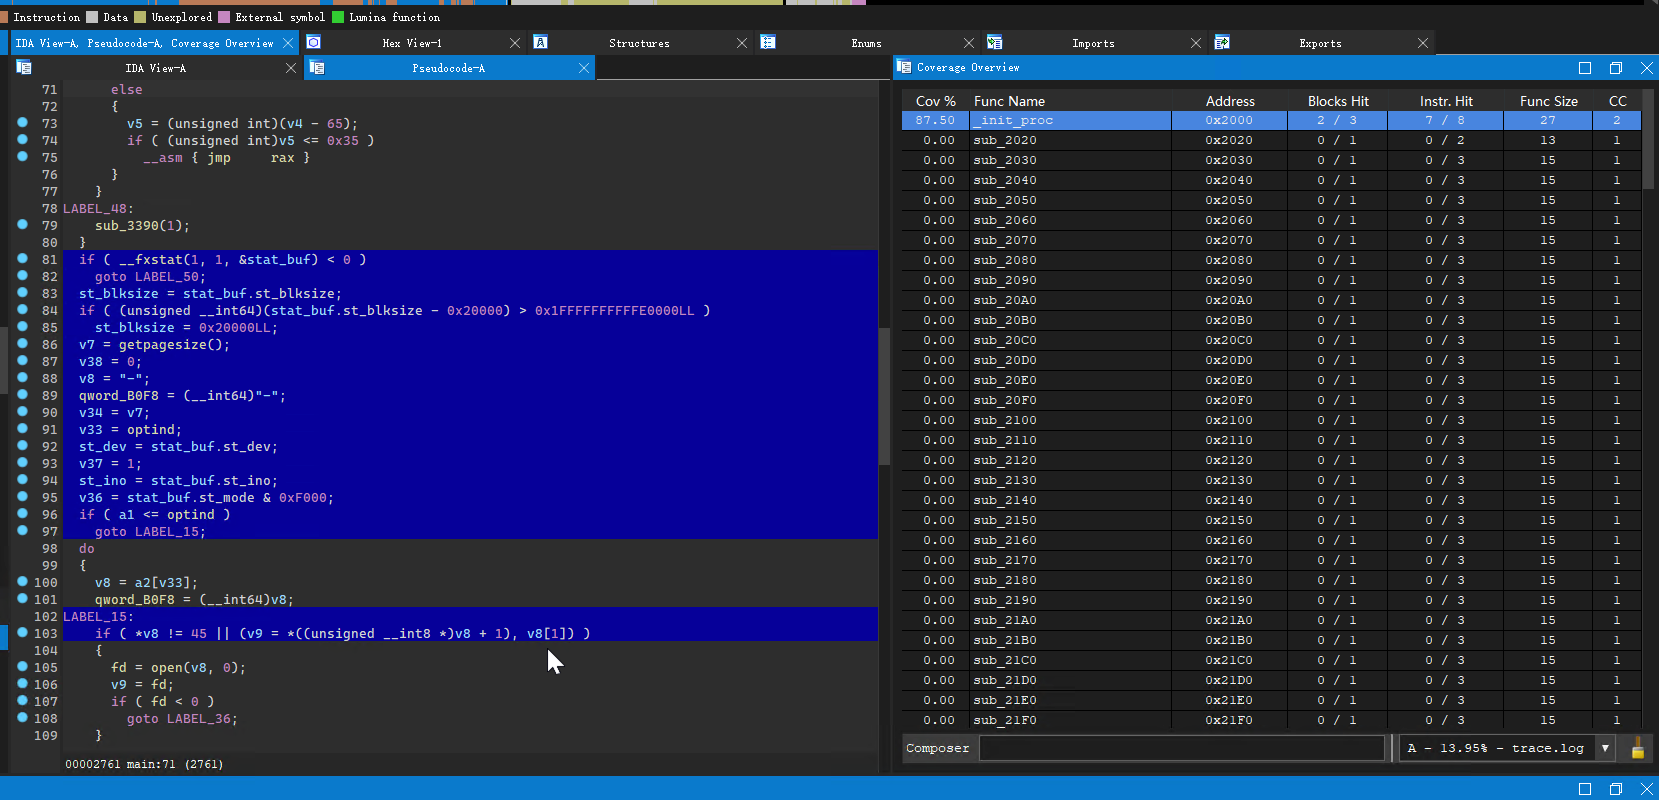 Instruction Data Unexplored External symbol Lumina function
IDA View-A, Pseudocode-A, Coverage Overview Hex View-1 Structures Enums Imports Exports
IDA View-A Pseudocode-A
71 else
72 {
73 v5 = (unsigned int)(v4 - 65);
74 if ( (unsigned int)v5 <= 0x35 )
75 __asm { jmp rax }
76 }
77 }
78 LABEL_48:
79 sub_3390(1);
80 }
81 if ( __fxstat(1, 1, &stat_buf) < 0 )
82 goto LABEL_50;
83 st_blksize = stat_buf.st_blksize;
84 if ( (unsigned __int64)(stat_buf.st_blksize - 0x20000) > 0x1FFFFFFFFFFE0000LL )
85 st_blksize = 0x20000LL;
86 v7 = getpagesize();
87 v38 = 0;
88 v8 = "-";
89 qword_B0F8 = (__int64)"-";
90 v34 = v7;
91 v33 = optind;
92 st_dev = stat_buf.st_dev;
93 v37 = 1;
94 st_ino = stat_buf.st_ino;
95 v36 = stat_buf.st_mode & 0xF000;
96 if ( a1 <= optind )
97 goto LABEL_15;
98 do
99 {
100 v8 = a2[v33];
101 qword_B0F8 = (__int64)v8;
102 LABEL_15:
103 if ( *v8 != 45 || (v9 = *((unsigned __int8 *)v8 + 1), v8[1]) )
104 {
105 fd = open(v8, 0);
106 v9 = fd;
107 if ( fd < 0 )
108 goto LABEL_36;
109 }
00002761 main:71 (2761)
Coverage Overview
Cov % Func Name Address Blocks Hit Instr. Hit Func Size CC
87.50 _init_proc 0x2000 2 / 3 7 / 8 27 2
0.00 sub_2020 0x2020 0 / 1 0 / 2 13 1
0.00 sub_2030 0x2030 0 / 1 0 / 3 15 1
0.00 sub_2040 0x2040 0 / 1 0 / 3 15 1
0.00 sub_2050 0x2050 0 / 1 0 / 3 15 1
0.00 sub_2060 0x2060 0 / 1 0 / 3 15 1
0.00 sub_2070 0x2070 0 / 1 0 / 3 15 1
0.00 sub_2080 0x2080 0 / 1 0 / 3 15 1
0.00 sub_2090 0x2090 0 / 1 0 / 3 15 1
0.00 sub_20A0 0x20A0 0 / 1 0 / 3 15 1
0.00 sub_20B0 0x20B0 0 / 1 0 / 3 15 1
0.00 sub_20C0 0x20C0 0 / 1 0 / 3 15 1
0.00 sub_20D0 0x20D0 0 / 1 0 / 3 15 1
0.00 sub_20E0 0x20E0 0 / 1 0 / 3 15 1
0.00 sub_20F0 0x20F0 0 / 1 0 / 3 15 1
0.00 sub_2100 0x2100 0 / 1 0 / 3 15 1
0.00 sub_2110 0x2110 0 / 1 0 / 3 15 1
0.00 sub_2120 0x2120 0 / 1 0 / 3 15 1
0.00 sub_2130 0x2130 0 / 1 0 / 3 15 1
0.00 sub_2140 0x2140 0 / 1 0 / 3 15 1
0.00 sub_2150 0x2150 0 / 1 0 / 3 15 1
0.00 sub_2160 0x2160 0 / 1 0 / 3 15 1
0.00 sub_2170 0x2170 0 / 1 0 / 3 15 1
0.00 sub_2180 0x2180 0 / 1 0 / 3 15 1
0.00 sub_2190 0x2190 0 / 1 0 / 3 15 1
0.00 sub_21A0 0x21A0 0 / 1 0 / 3 15 1
0.00 sub_21B0 0x21B0 0 / 1 0 / 3 15 1
0.00 sub_21C0 0x21C0 0 / 1 0 / 3 15 1
0.00 sub_21D0 0x21D0 0 / 1 0 / 3 15 1
0.00 sub_21E0 0x21E0 0 / 1 0 / 3 15 1
0.00 sub_21F0 0x21F0 0 / 1 0 / 3 15 1
Composer A - 13.95% - trace.log